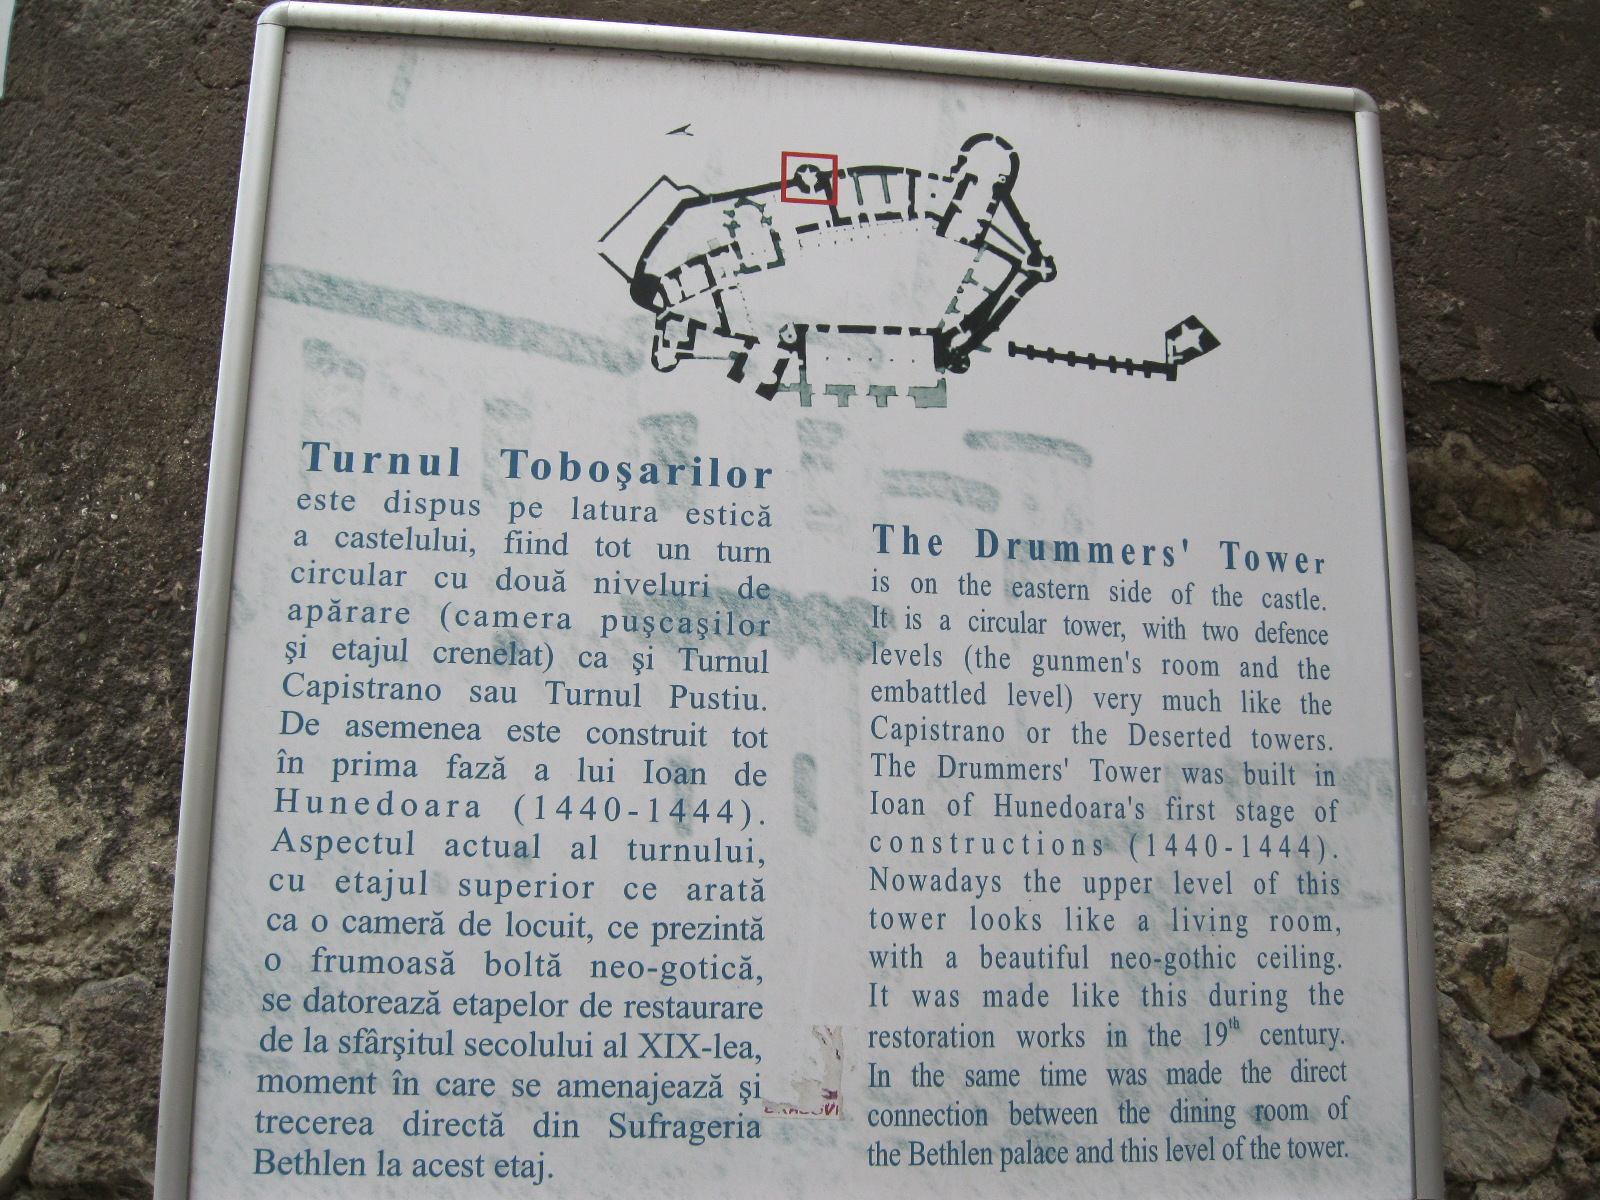 Turnul Toboşarilor
este dispus pe latura estică
a castelului, fiind tot un turn
circular cu două niveluri de
apărare (camera puşcaşilor
şi etajul crenelat) ca şi Turnul
Capistrano sau Turnul Pustiu.
De asemenea este construit tot
în prima fază a lui Ioan de
Hunedoara (1440-1444).
Aspectul actual al turnului,
cu etajul superior ce arată
ca o cameră de locuit, ce prezintă
o frumoasă boltă neo-gotică,
se datorează etapelor de restaurare
de la sfârşitul secolului al XIX-lea,
moment în care se amenajează şi
trecerea directă din Sufrageria
Bethlen la acest etaj.
The Drummers' Tower
is on the eastern side of the castle.
It is a circular tower, with two defence
levels (the gunmen's room and the
embattled level) very much like the
Capistrano or the Deserted towers.
The Drummers' Tower was built in
Ioan of Hunedoara's first stage of
constructions (1440-1444).
Nowadays the upper level of this
tower looks like a living room,
with a beautiful neo-gothic ceiling.
It was made like this during the
restoration works in the 19th century.
In the same time was made the direct
connection between the dining room of
the Bethlen palace and this level of the tower.